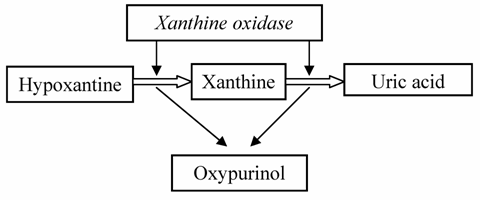 Xanthine oxidase
Hypoxantine
Xanthine
Uric acid
Oxypurinol